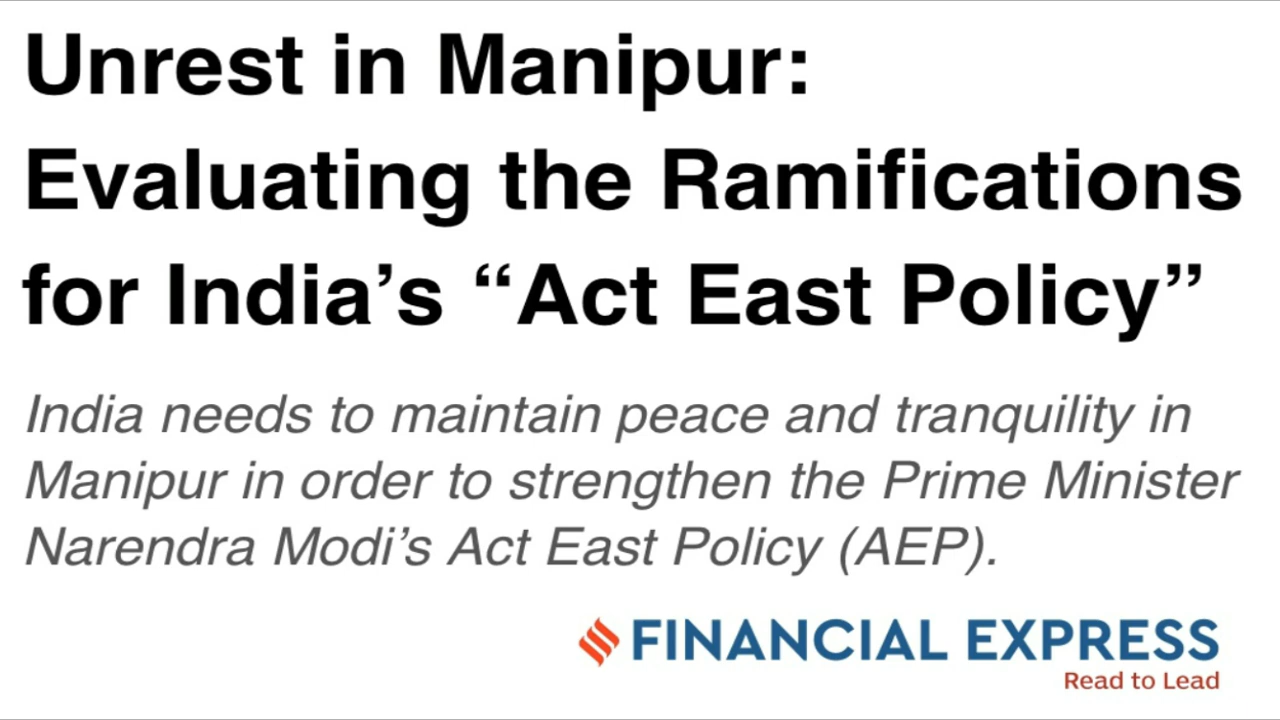 Unrest in Manipur:
Evaluating the Ramifications
for India’s “Act East Policy”
India needs to maintain peace and tranquility in
Manipur in order to strengthen the Prime Minister
Narendra Modi’s Act East Policy (AEP).
FINANCIAL EXPRESS
Read to Lead